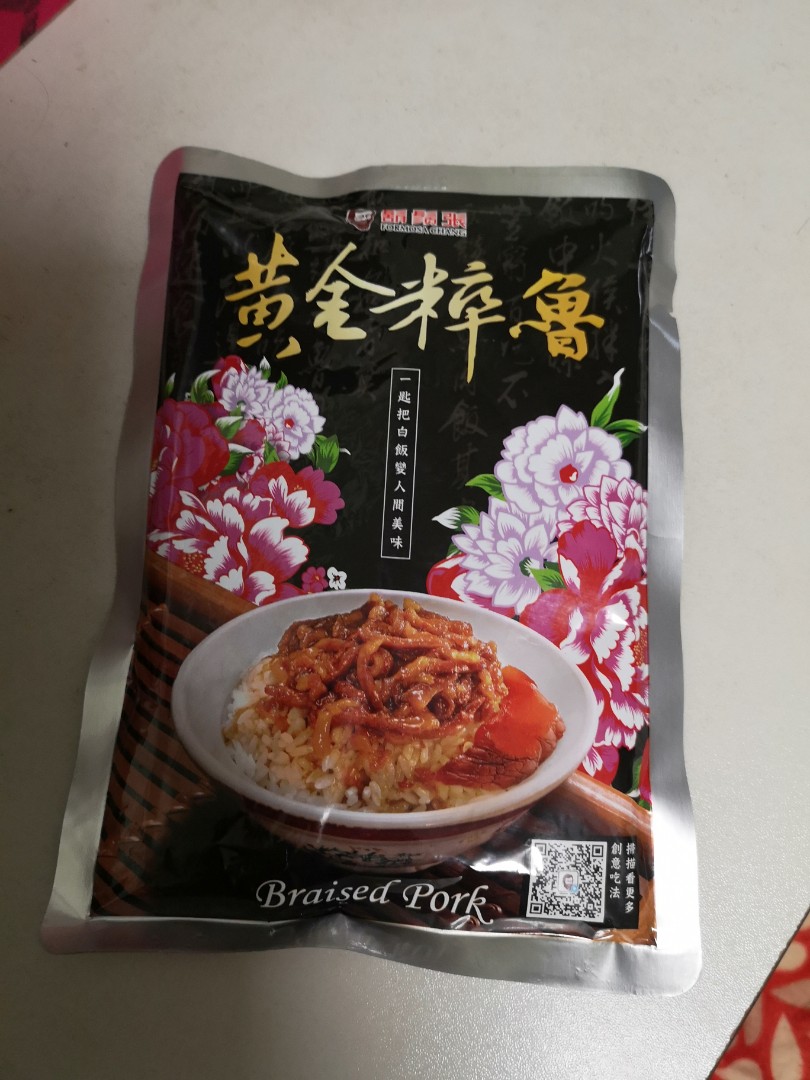 鬍鬚張
FORMOSA CHANG
黃金粹魯
一匙把白飯變人間美味
Braised Pork
掃描看更多
創意吃法